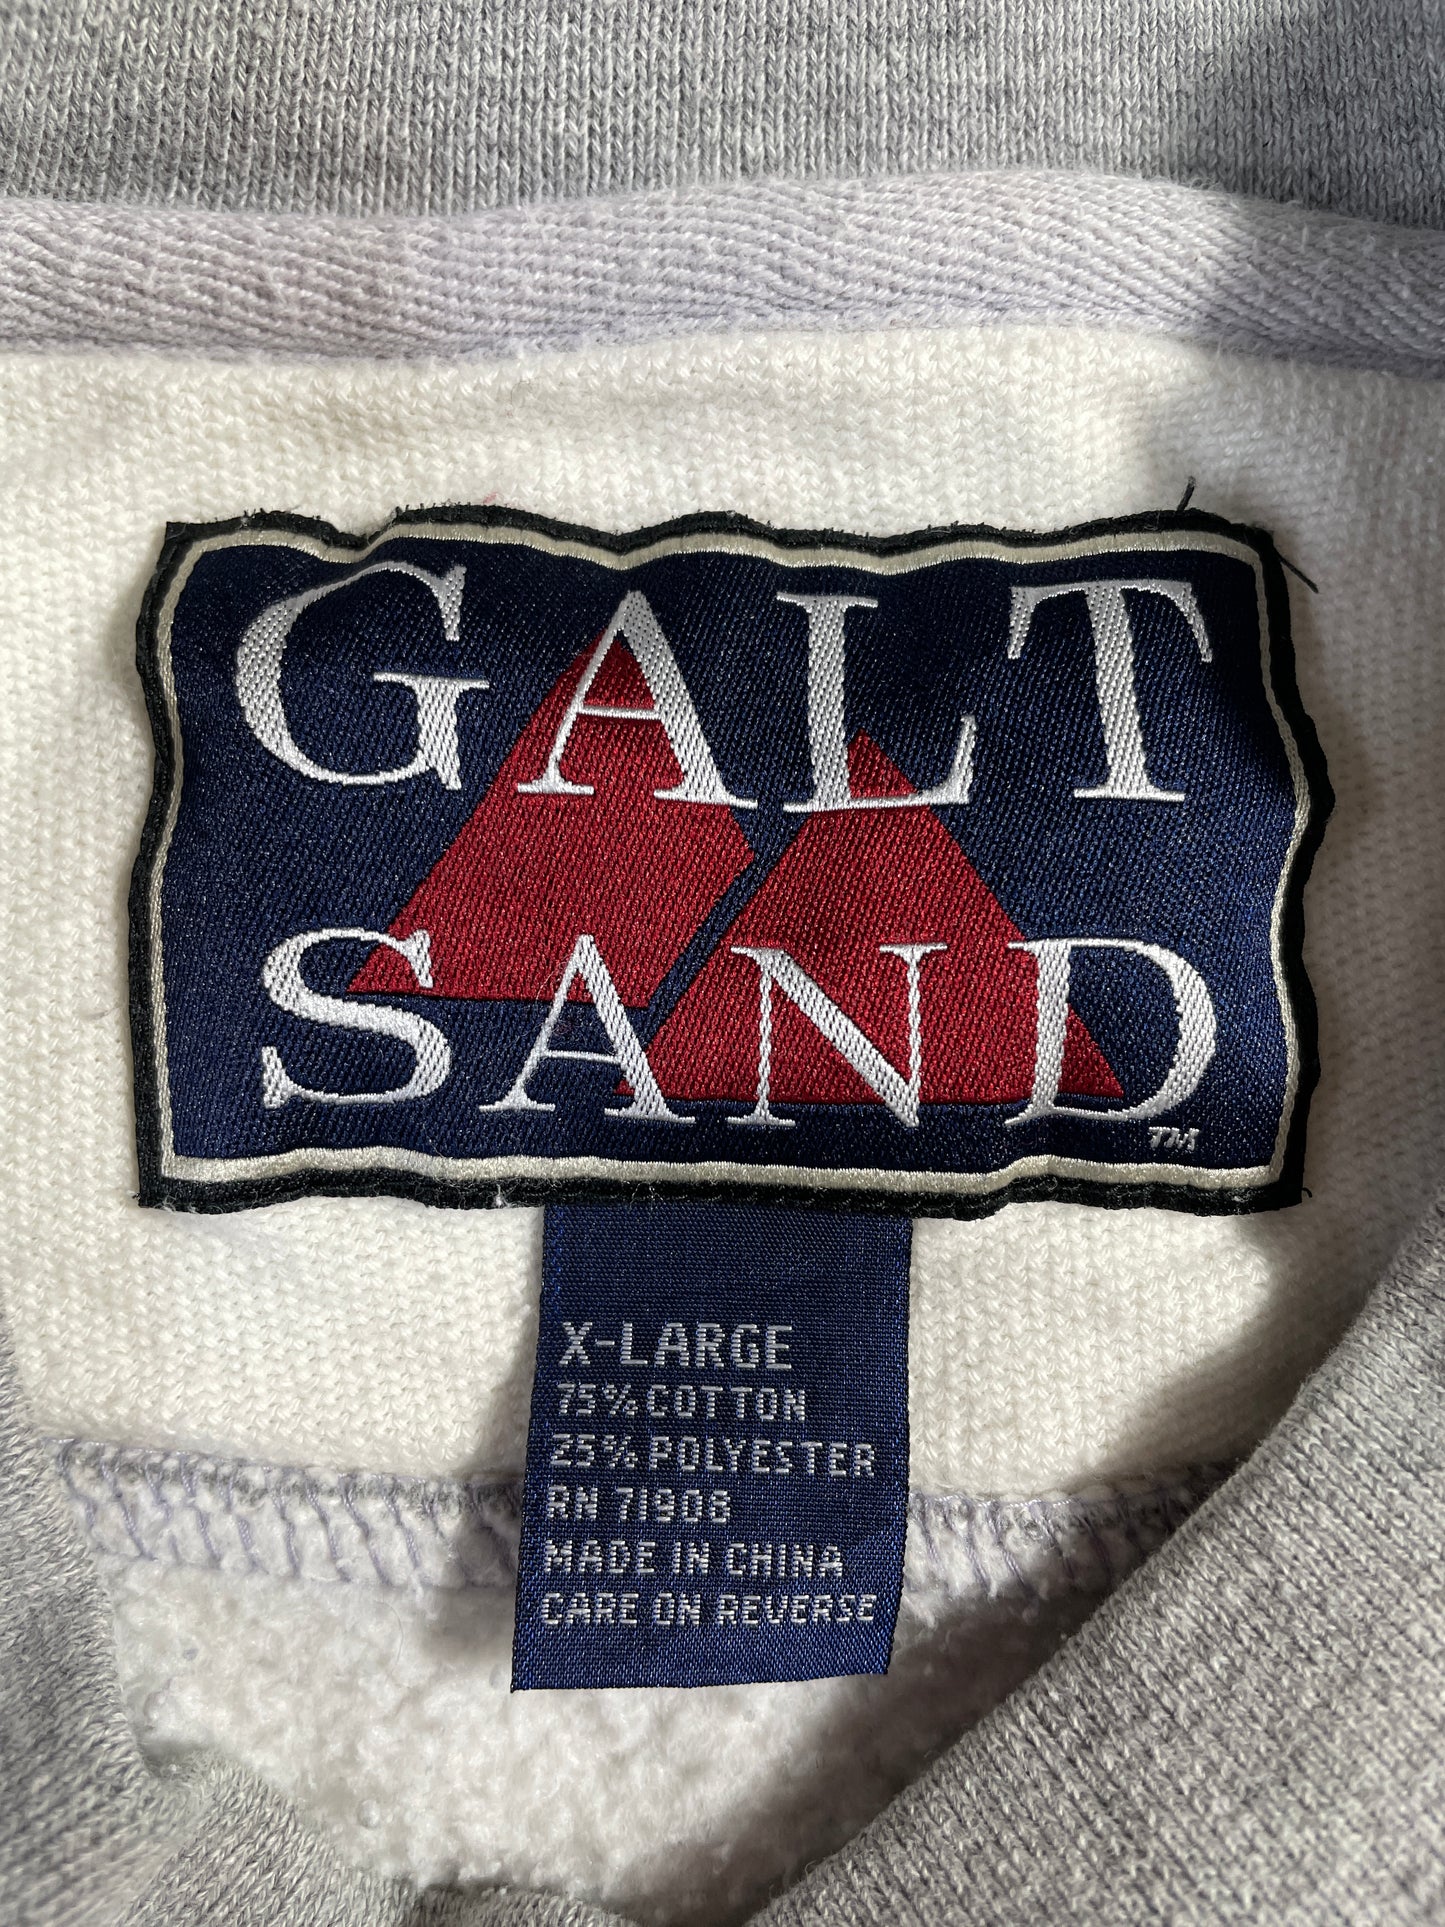 GALT
SAND
TM
X-LARGE
75% COTTON
25% POLYESTER
RN 71908
MADE IN CHINA
CARE ON REVERSE